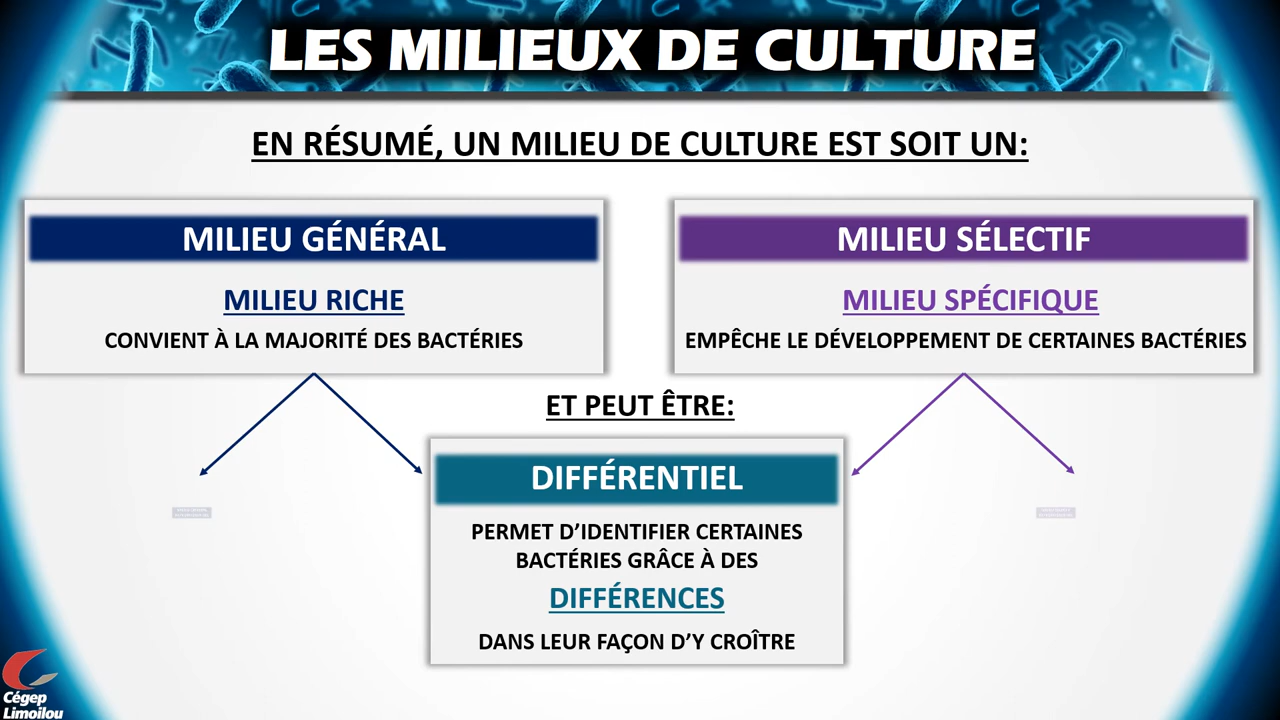 LES MILIEUX DE CULTURE
EN RÉSUMÉ, UN MILIEU DE CULTURE EST SOIT UN:
MILIEU GÉNÉRAL
MILIEU RICHE
CONVIENT À LA MAJORITÉ DES BACTÉRIES
MILIEU SÉLECTIF
MILIEU SPÉCIFIQUE
EMPÊCHE LE DÉVELOPPEMENT DE CERTAINES BACTÉRIES
ET PEUT ÊTRE:
DIFFÉRENTIEL
PERMET D’IDENTIFIER CERTAINES
BACTÉRIES GRÂCE À DES
DIFFÉRENCES
DANS LEUR FAÇON D’Y CROÎTRE
Cégep
Limoilou